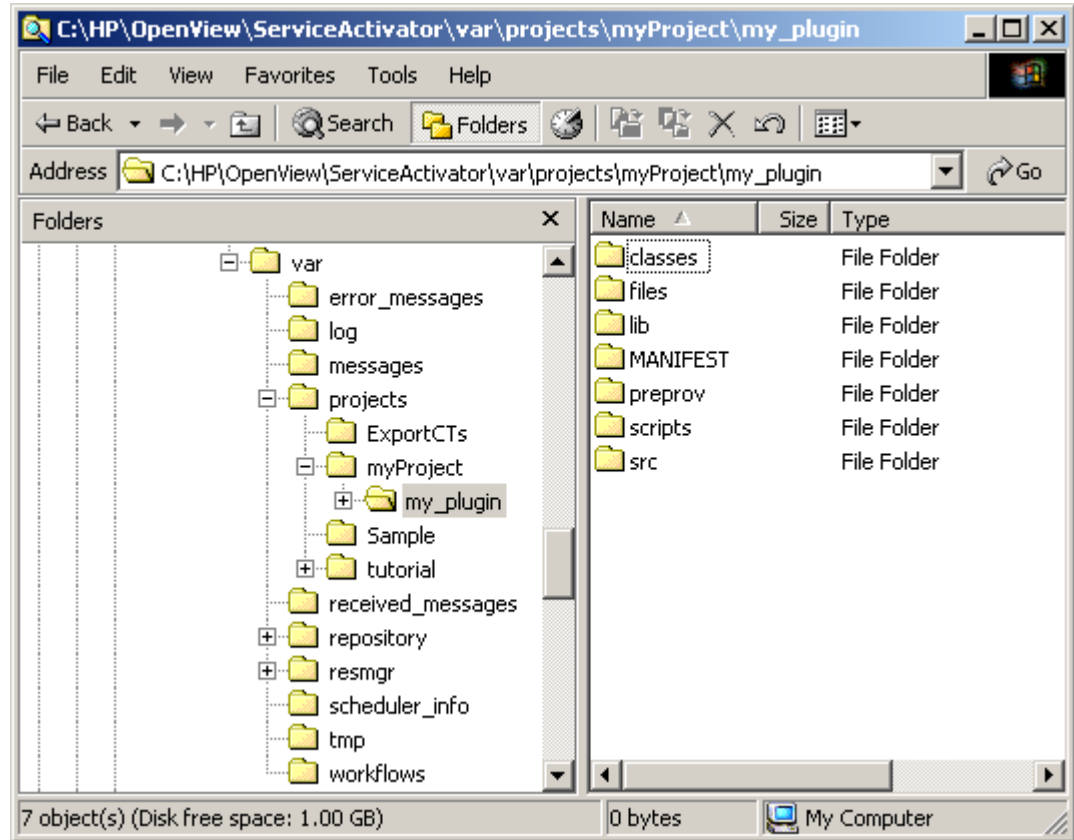 C:\HP\OpenView\ServiceActivator\var\projects\myProject\my_plugin
File Edit View Favorites Tools Help
Back Search Folders
Address C:\HP\OpenView\ServiceActivator\var\projects\myProject\my_plugin Go
Folders
var
error_messages
log
messages
projects
ExportCTs
myProject
my_plugin
Sample
tutorial
received_messages
repository
resmgr
scheduler_info
tmp
workflows
Name Size Type
classes File Folder
files File Folder
lib File Folder
MANIFEST File Folder
preprov File Folder
scripts File Folder
src File Folder
7 object(s) (Disk free space: 1.00 GB) 0 bytes My Computer